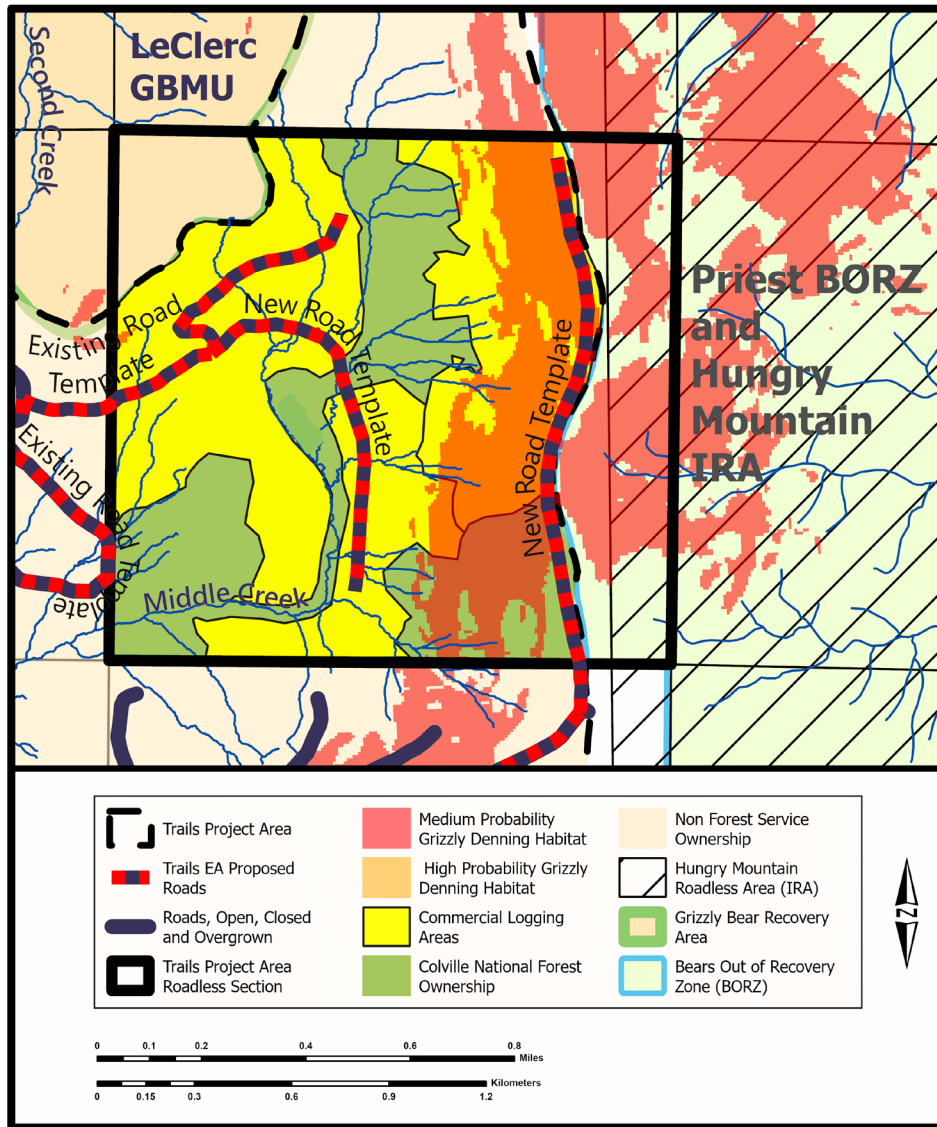 LeClerc
GBMU
Second Creek
Priest BORZ
and
Hungry
Mountain
IRA
Existing Road
Template
New Road Template
New Road Template
Existing Road Template
Middle Creek
Trails Project Area
Trails EA Proposed
Roads
Roads, Open, Closed
and Overgrown
Trails Project Area
Roadless Section
Medium Probability
Grizzly Denning Habitat
High Probability Grizzly
Denning Habitat
Commercial Logging
Areas
Colville National Forest
Ownership
Non Forest Service
Ownership
Hungry Mountain
Roadless Area (IRA)
Grizzly Bear Recovery
Area
Bears Out of Recovery
Zone (BORZ)
N
0 0.1 0.2 0.4 0.6 0.8
Miles
Kilometers
0 0.15 0.3 0.6 0.9 1.2